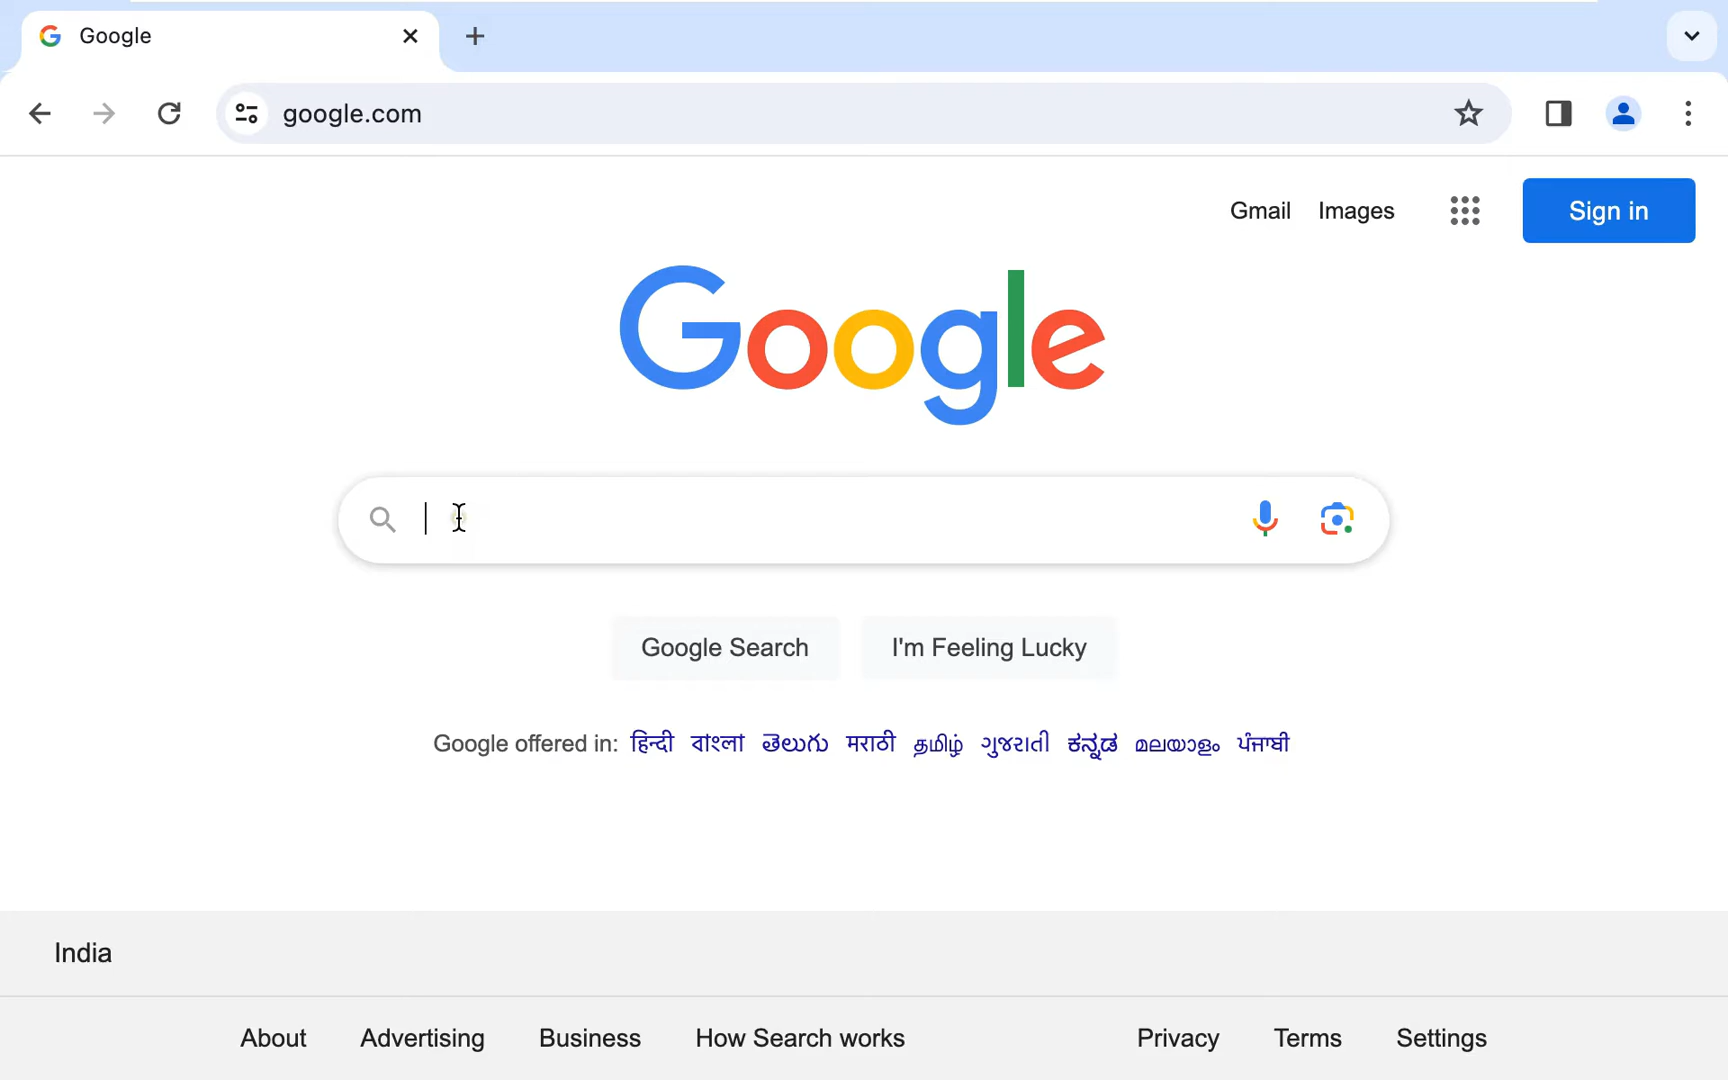 Google
google.com
Gmail Images Sign in
Google
Google Search I'm Feeling Lucky
Google offered in: हिन्दी বাংলা తెలుగు मराठी தமிழ் ગુજરાતી ಕನ್ನಡ മലയാളം ਪੰਜਾਬੀ
India
About Advertising Business How Search works Privacy Terms Settings